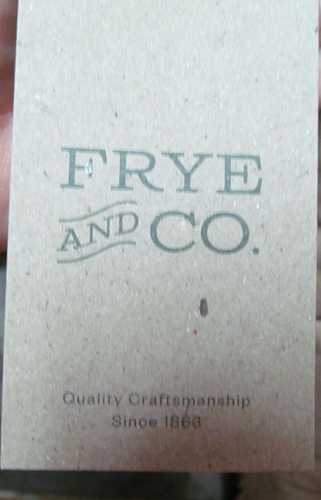 FRYE
AND CO.
Quality Craftsmanship
Since 1863